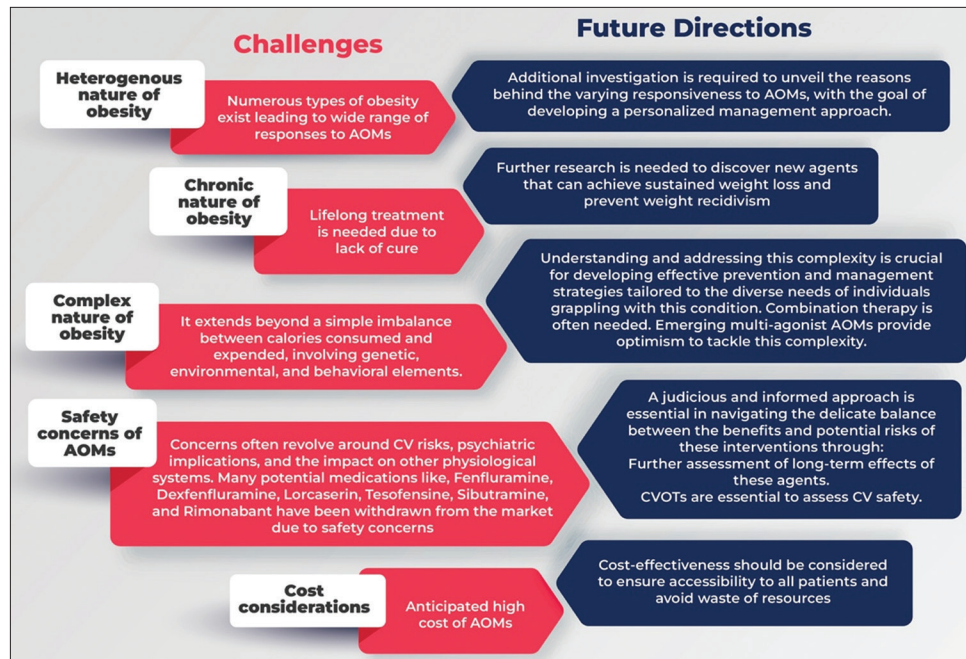 Challenges
Future Directions
Heterogenous
nature of
obesity
Numerous types of obesity
exist leading to wide range of
responses to AOMs
Additional investigation is required to unveil the reasons
behind the varying responsiveness to AOMs, with the goal of
developing a personalized management approach.
Chronic
nature of
obesity
Lifelong treatment
is needed due to
lack of cure
Further research is needed to discover new agents
that can achieve sustained weight loss and
prevent weight recidivism
Complex
nature of
obesity
It extends beyond a simple imbalance
between calories consumed and
expended, involving genetic,
environmental, and behavioral elements.
Understanding and addressing this complexity is crucial
for developing effective prevention and management
strategies tailored to the diverse needs of individuals
grappling with this condition. Combination therapy is
often needed. Emerging multi-agonist AOMs provide
optimism to tackle this complexity.
Safety
concerns of
AOMs
Concerns often revolve around CV risks, psychiatric
implications, and the impact on other physiological
systems. Many potential medications like, Fenfluramine,
Dexfenfluramine, Lorcaserin, Tesofensine, Sibutramine,
and Rimonabant have been withdrawn from the market
due to safety concerns
A judicious and informed approach is
essential in navigating the delicate balance
between the benefits and potential risks of
these interventions through:
Further assessment of long-term effects of
these agents.
CVOTs are essential to assess CV safety.
Cost
considerations
Anticipated high
cost of AOMs
Cost-effectiveness should be considered
to ensure accessibility to all patients and
avoid waste of resources